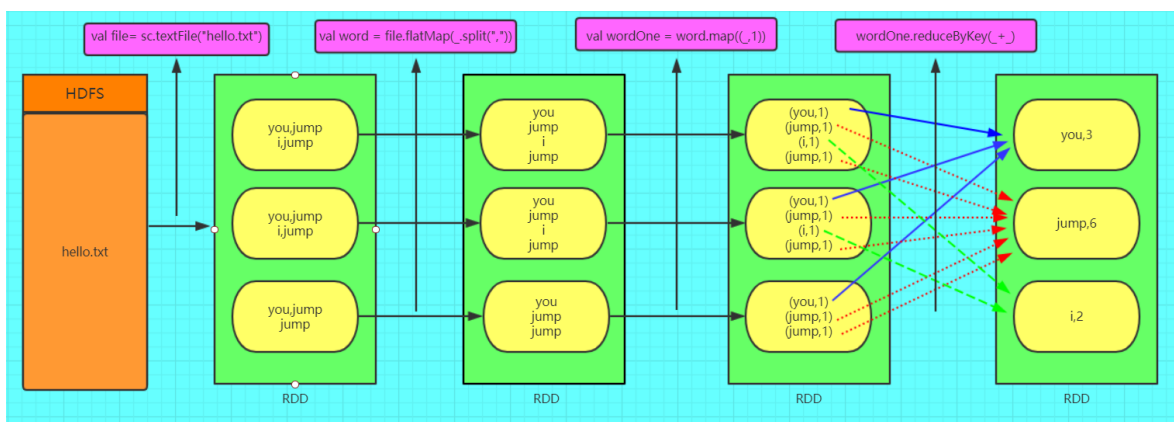 val file= sc.textFile("hello.txt")
val word = file.flatMap(_.split(","))
val wordOne = word.map((_,1))
wordOne.reduceByKey(_+_)
HDFS
hello.txt
you,jump
i,jump
you,jump
i,jump
you,jump
jump
RDD
you
jump
i
jump
you
jump
i
jump
you
jump
jump
RDD
(you,1)
(jump,1)
(i,1)
(jump,1)
(you,1)
(jump,1)
(i,1)
(jump,1)
(you,1)
(jump,1)
(jump,1)
RDD
you,3
jump,6
i,2
RDD